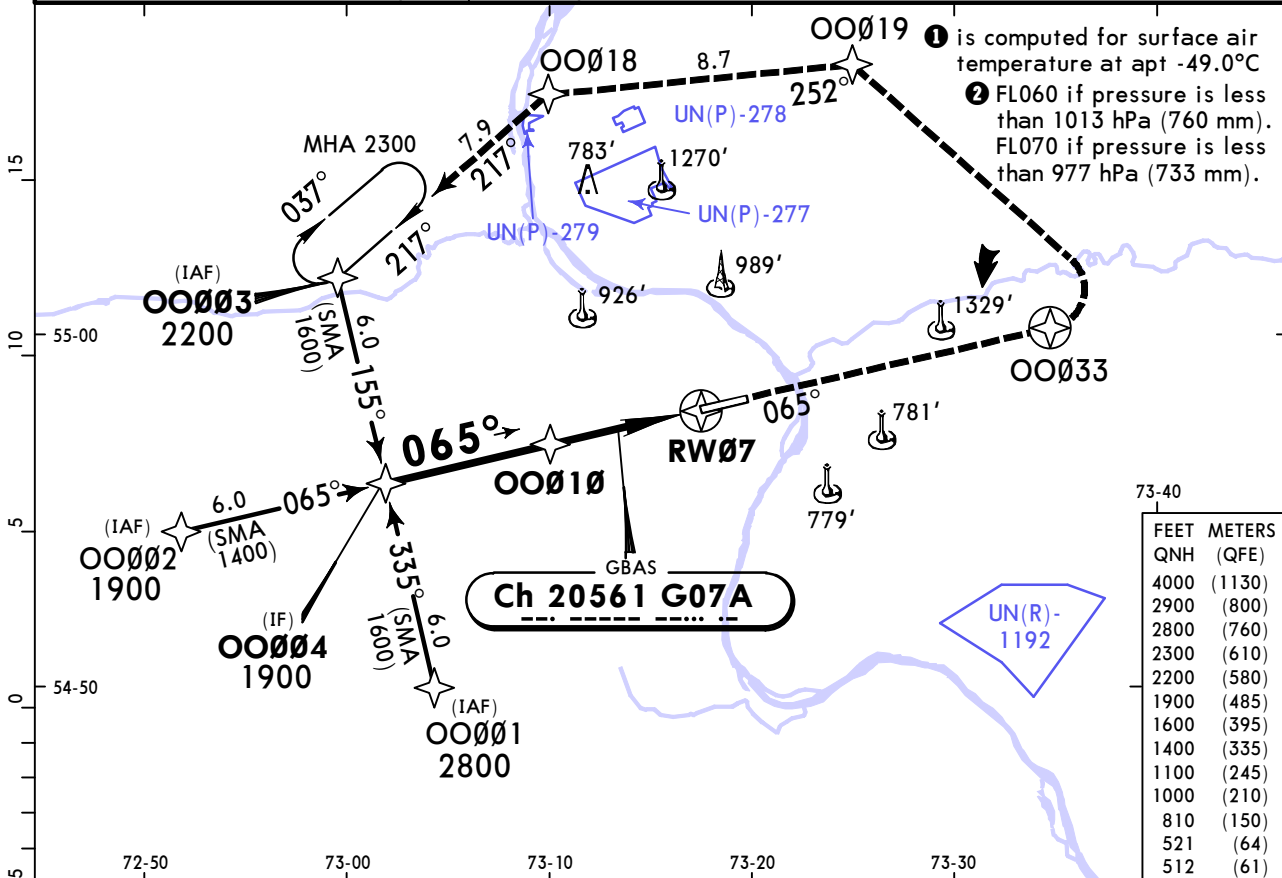 ❶ is computed for surface air
temperature at apt -49.0°C
❷ FL060 if pressure is less
than 1013 hPa (760 mm).
FL070 if pressure is less
than 977 hPa (733 mm).
OOØ19
OOØ18
8.7
252°
7.9
217°
UN(P)-278
783'
1270'
UN(P)-277
UN(P)-279
MHA 2300
037°
217°
15
(IAF)
OOØØ3
2200
989'
926'
1329'
55-00
10
6.0
(SMA
1600)
155°
OOØ33
065°
065°
RWØ7
781'
OOØ1Ø
779'
73-40
6.0
065°
(SMA
1400)
(IAF)
OOØØ2
1900
5
335°
6.0
(SMA
1600)
GBAS
Ch 20561 G07A
(IF)
OOØØ4
1900
UN(R)-
1192
54-50
0
(IAF)
OOØØ1
2800
FEET METERS
QNH (QFE)
4000 (1130)
2900 (800)
2800 (760)
2300 (610)
2200 (580)
1900 (485)
1600 (395)
1400 (335)
1100 (245)
1000 (210)
810 (150)
521 (64)
512 (61)
5
72-50
73-00
73-10
73-20
73-30